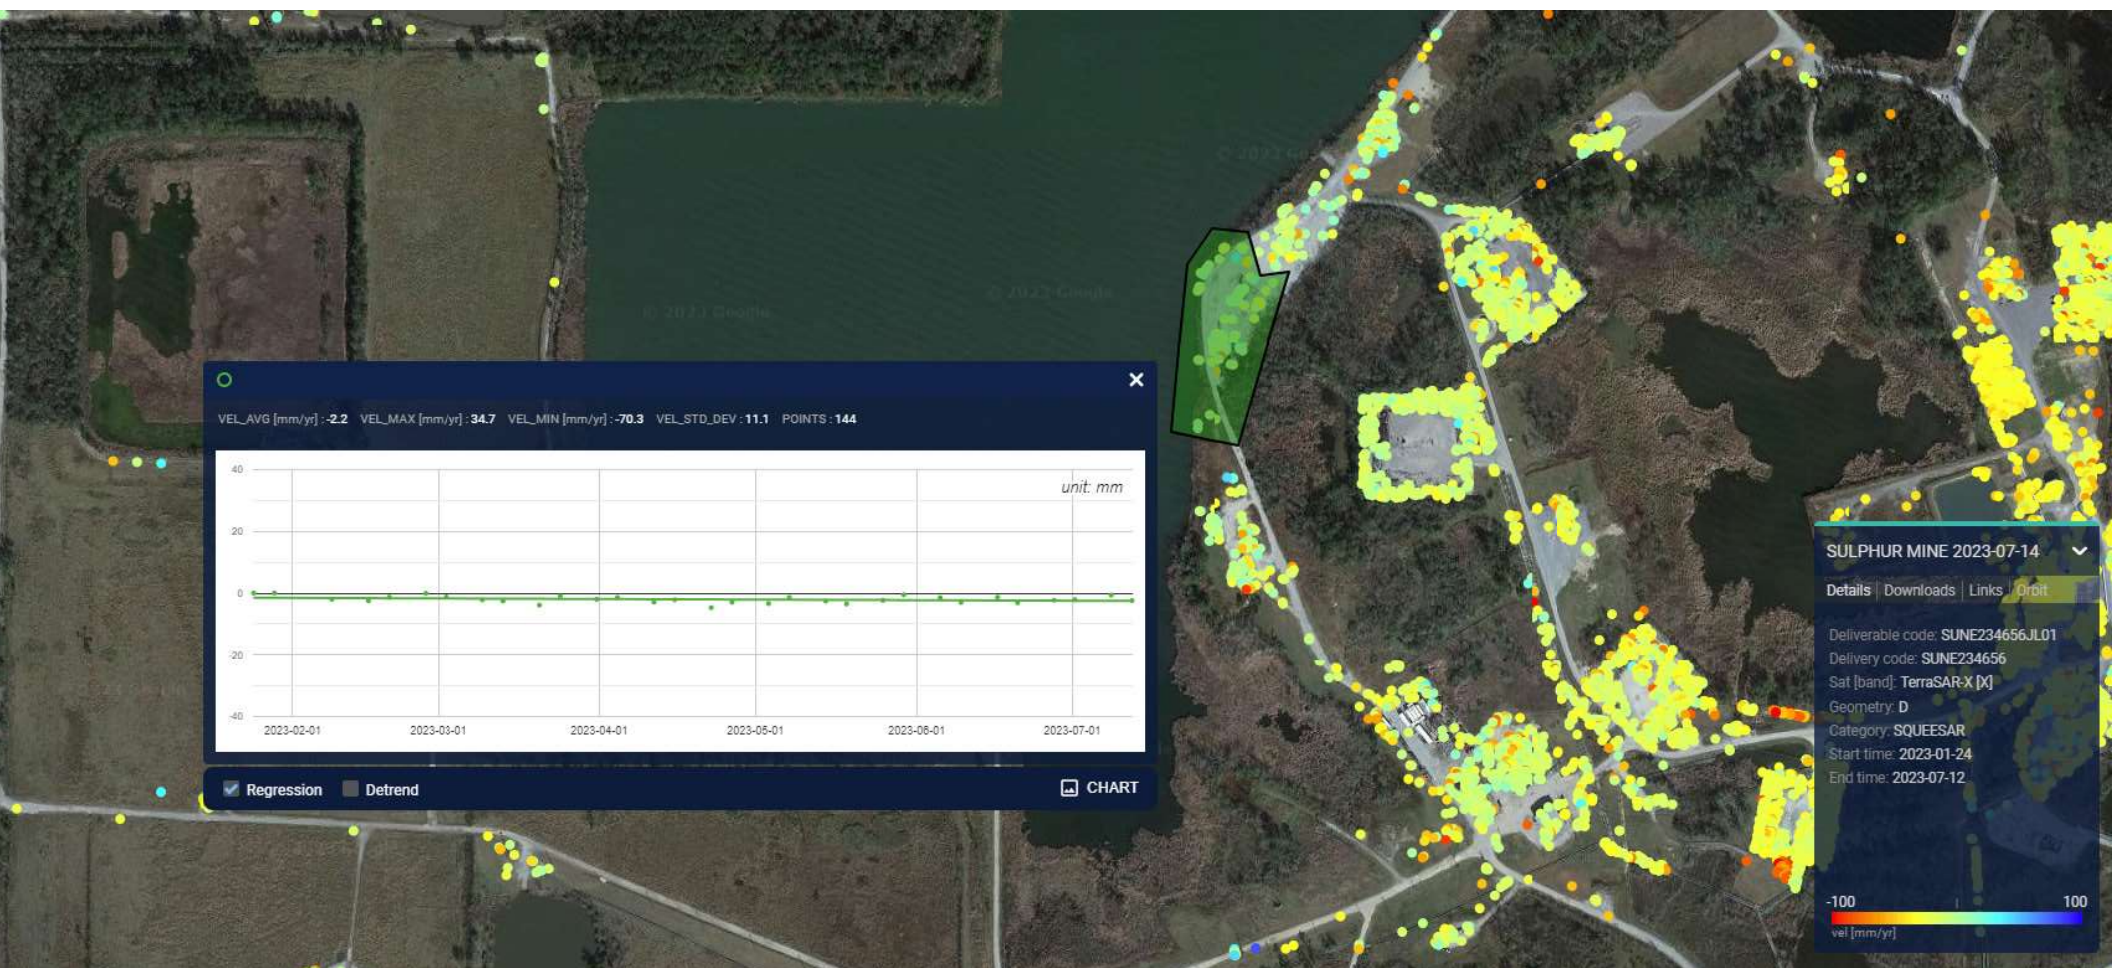 © 2023 Google
© 2023 Google
VEL_AVG [mm/yr] : -2.2 VEL_MAX [mm/yr] : 34.7 VEL_MIN [mm/yr] : -70.3 VEL_STD_DEV : 11.1 POINTS : 144
unit: mm
40
20
0
-20
-40
2023-02-01 2023-03-01 2023-04-01 2023-05-01 2023-06-01 2023-07-01
Regression Detrend CHART
SULPHUR MINE 2023-07-14
Details | Downloads | Links | Orbit
Deliverable code: SUNE234656JL01
Delivery code: SUNE234656
Sat [band]: TerraSAR-X [X]
Geometry: D
Category: SQUEESAR
Start time: 2023-01-24
End time: 2023-07-12
-100 100
vel [mm/yr]